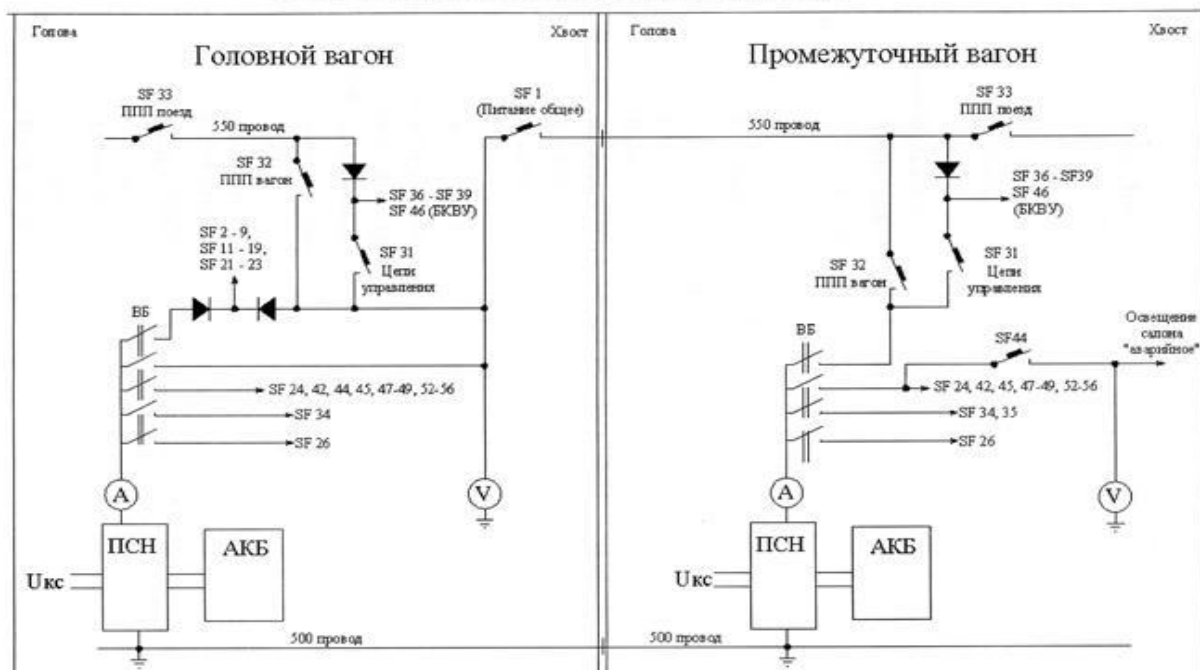 Голова
Хвост
Головной вагон
SF 33
ППП поезд
550 провод
SF 1
(Питание общее)
SF 32
ППП вагон
SF 36 - SF 39
SF 46 (БКВУ)
SF 2 - 9,
SF 11 - 19,
SF 21 - 23
SF 31
Цепи
управления
ВБ
SF 24, 42, 44, 45, 47-49, 52-56
SF 34
SF 26
A
V
ПСН
АКБ
Uкс
500 провод
Голова
Хвост
Промежуточный вагон
SF 33
ППП поезд
550 провод
SF 36 - SF39
SF 46
(БКВУ)
SF 32
ППП вагон
SF 31
Цепи
управления
ВБ
SF44
Освещение
салона
"аварийное"
SF 24, 42, 45, 47-49, 52-56
SF 34, 35
SF 26
A
V
ПСН
АКБ
Uкс
500 провод